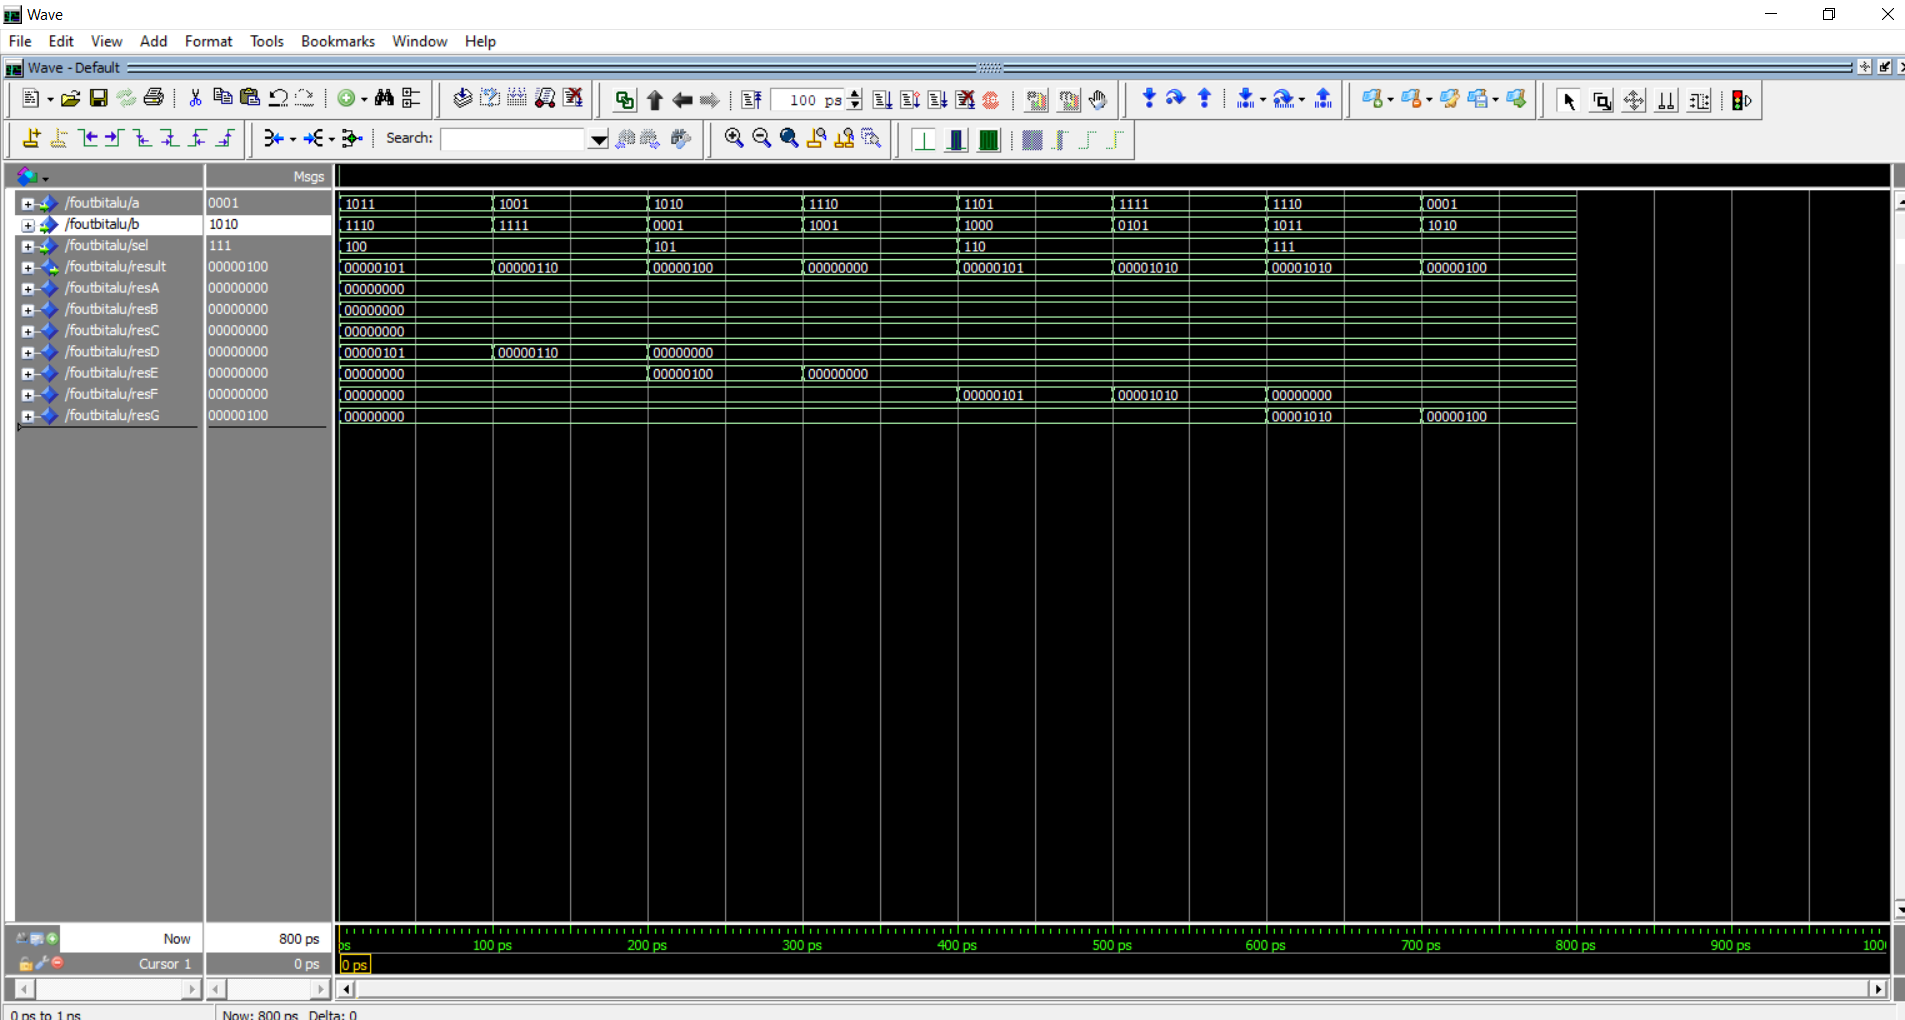 Wave
File Edit View Add Format Tools Bookmarks Window Help
Wave - Default
100 ps
Search:
Msgs
/foutbitalu/a 0001 1011 1001 1010 1110 1101 1111 1110 0001
/foutbitalu/b 1010 1110 1111 0001 1001 1000 0101 1011 1010
/foutbitalu/sel 111 100 101 110 111
/foutbitalu/result 00000100 00000101 00000110 00000100 00000000 00000101 00001010 00001010 00000100
/foutbitalu/resA 00000000 00000000
/foutbitalu/resB 00000000 00000000
/foutbitalu/resC 00000000 00000000
/foutbitalu/resD 00000000 00000101 00000110 00000000
/foutbitalu/resE 00000000 00000000 00000100 00000000
/foutbitalu/resF 00000000 00000000 00000101 00001010 00000000
/foutbitalu/resG 00000100 00000000 00001010 00000100
Now 800 ps ps 100 ps 200 ps 300 ps 400 ps 500 ps 600 ps 700 ps 800 ps 900 ps 100
Cursor 1 0 ps 0 ps
0 ps to 1 ns Now: 800 ps Delta: 0